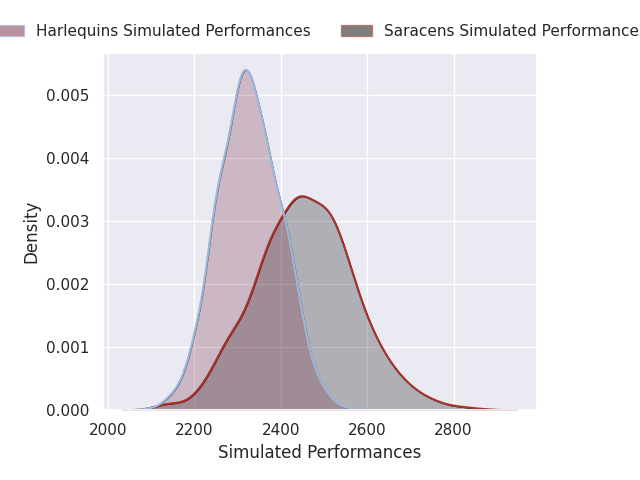 Harlequins Simulated Performances
Saracens Simulated Performance
0.005
0.004
0.003
0.002
0.001
0.000
Density
2000 2200 2400 2600 2800
Simulated Performances